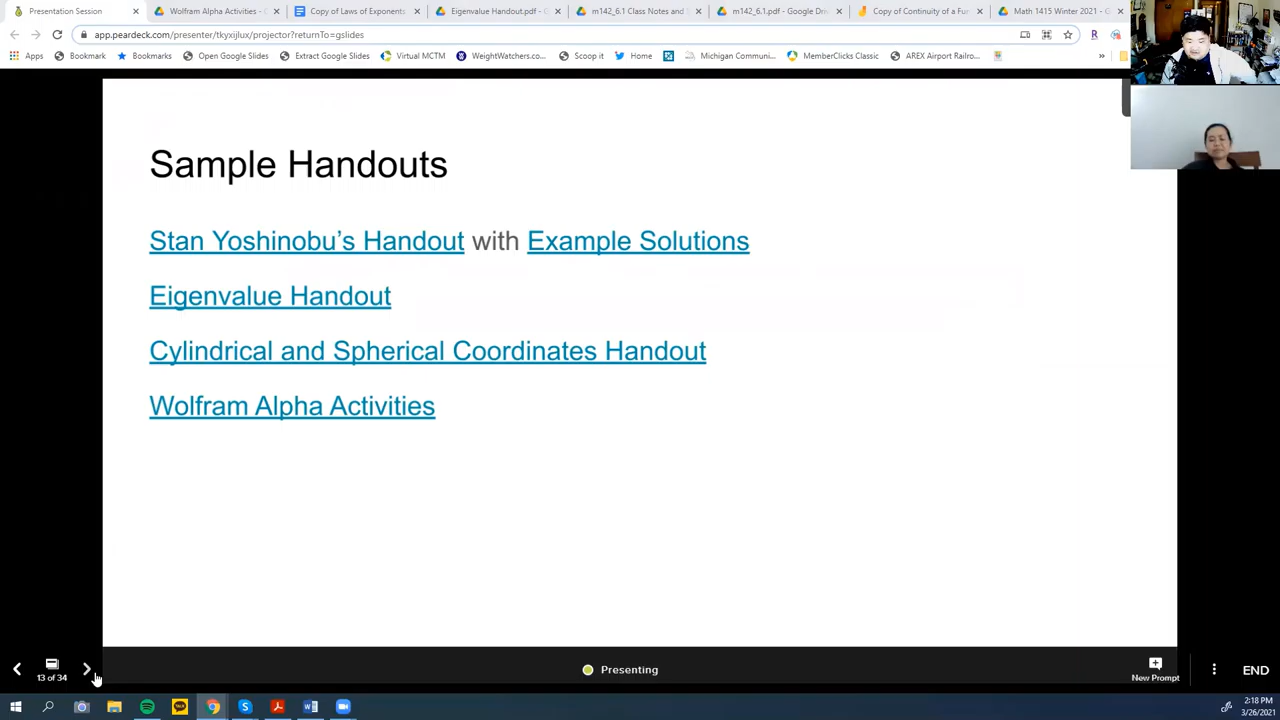 Presentation Session
Wolfram Alpha Activities - G
Copy of Laws of Exponents
Eigenvalue Handout.pdf - G
m142_6.1 Class Notes and
m142_6.1.pdf - Google Dri
Copy of Continuity of a Fun
Math 1415 Winter 2021 - G
app.peardeck.com/presenter/tkyxijlux/projector?returnTo=gslides
Apps
Bookmark
Bookmarks
Open Google Slides
Extract Google Slides
Virtual MCTM
WeightWatchers.co...
Scoop it
Home
Michigan Communi...
MemberClicks Classic
AREX Airport Railro...
»
Sample Handouts
Stan Yoshinobu's Handout with Example Solutions
Eigenvalue Handout
Cylindrical and Spherical Coordinates Handout
Wolfram Alpha Activities
13 of 34
Presenting
New Prompt
END
2:18 PM
3/26/2021